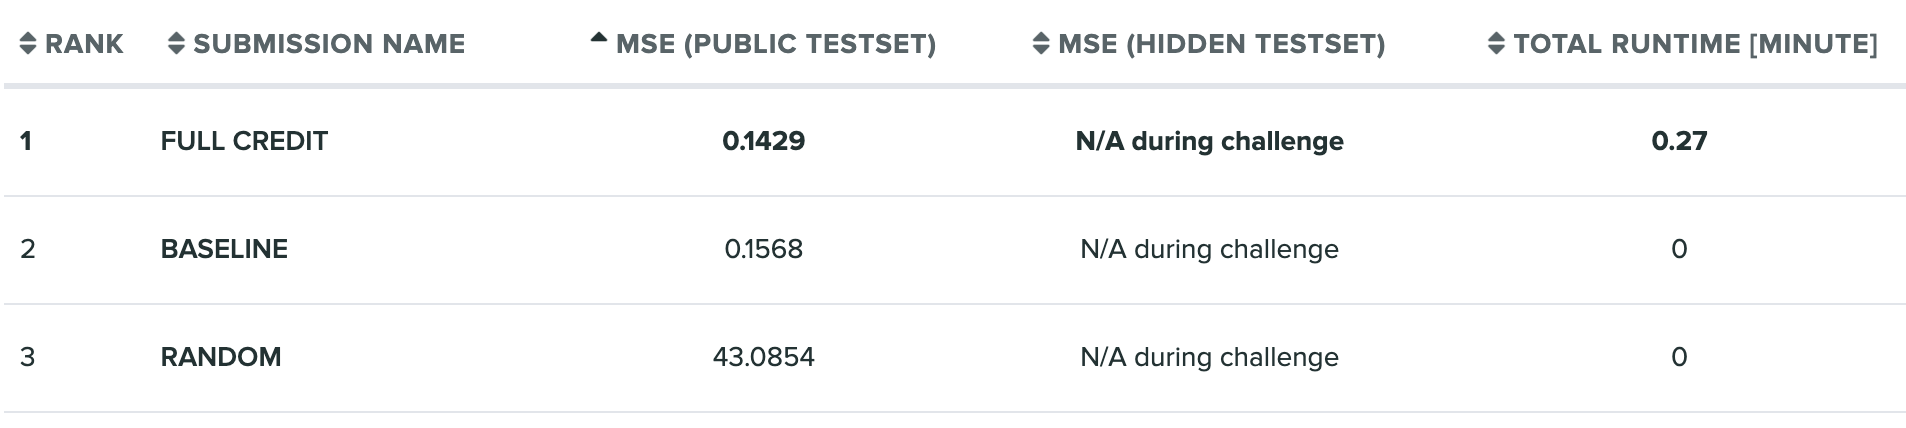 RANK SUBMISSION NAME MSE (PUBLIC TESTSET) MSE (HIDDEN TESTSET) TOTAL RUNTIME [MINUTE]
1 FULL CREDIT 0.1429 N/A during challenge 0.27
2 BASELINE 0.1568 N/A during challenge 0
3 RANDOM 43.0854 N/A during challenge 0